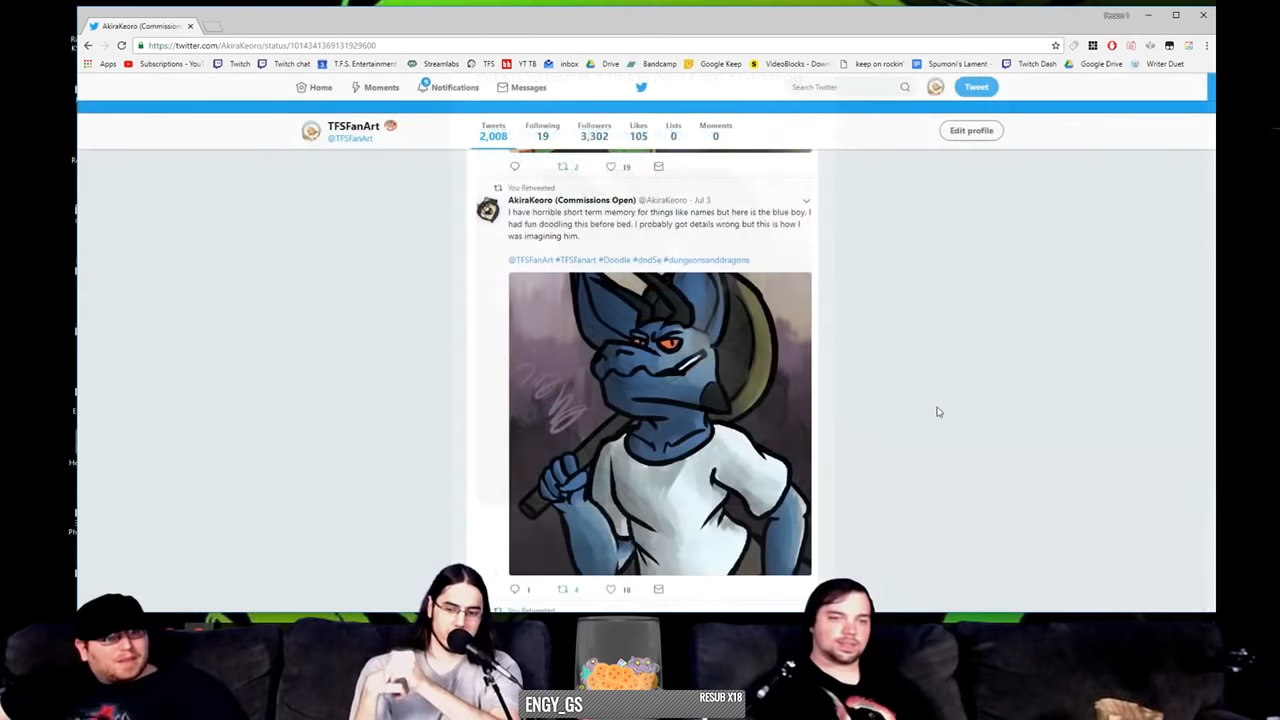 AkiraKeoro (Commission
Person 1
https://twitter.com/AkiraKeoro/status/1014341369131929600
Apps Subscriptions - You Twitch Twitch chat T.F.S. Entertainment Streamlabs TFS YT TB inbox Drive Bandcamp Google Keep VideoBlocks - Down keep on rockin' Spumoni's Lament - Google Drive Twitch Dash Writer Duet
Home Moments Notifications Messages Search Twitter Tweet
TFSFanArt
@TFSFanArt
Tweets Following Followers Likes Lists Moments
2,008 19 3,302 105 0 0
Edit profile
2 19
You Retweeted
AkiraKeoro (Commissions Open) @AkiraKeoro - Jul 3
I have horrible short term memory for things like names but here is the blue boy. I
had fun doodling this before bed. I probably got details wrong but this is how I
was imagining him.
@TFSFanArt #TFSFanart #Doodle #dnd5e #dungeonsanddragons
1 4 18
You Retweeted
ENGY_GS RESUB X18